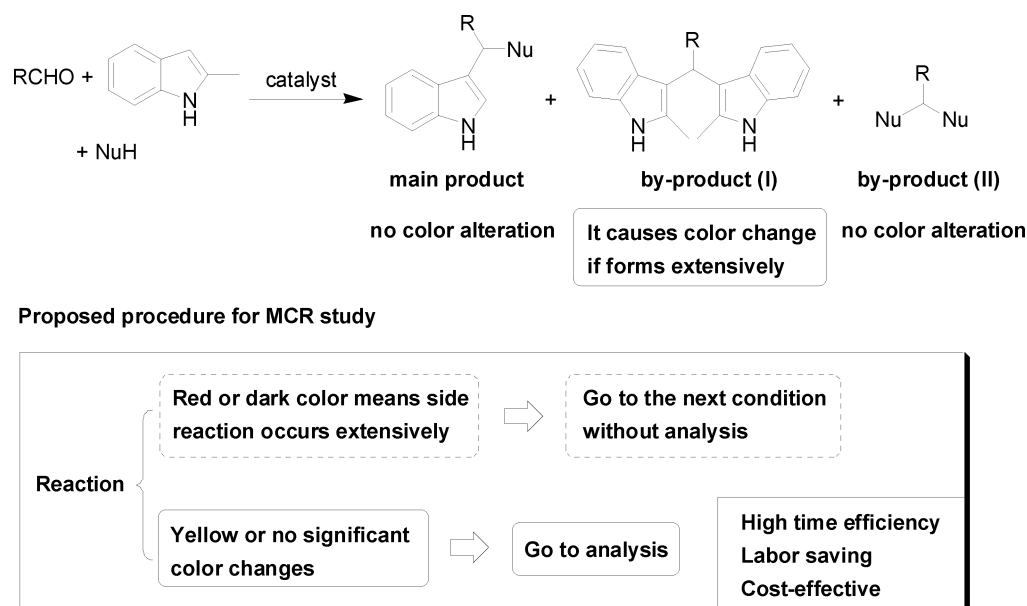 RCHO +
N
H
+ NuH
catalyst
R
Nu
N
H
+
R
N
H
N
H
+
R
Nu
Nu
main product
by-product (I)
by-product (II)
no color alteration
It causes color change
if forms extensively
no color alteration
Proposed procedure for MCR study
Reaction
Red or dark color means side
reaction occurs extensively
Go to the next condition
without analysis
Yellow or no significant
color changes
Go to analysis
High time efficiency
Labor saving
Cost-effective